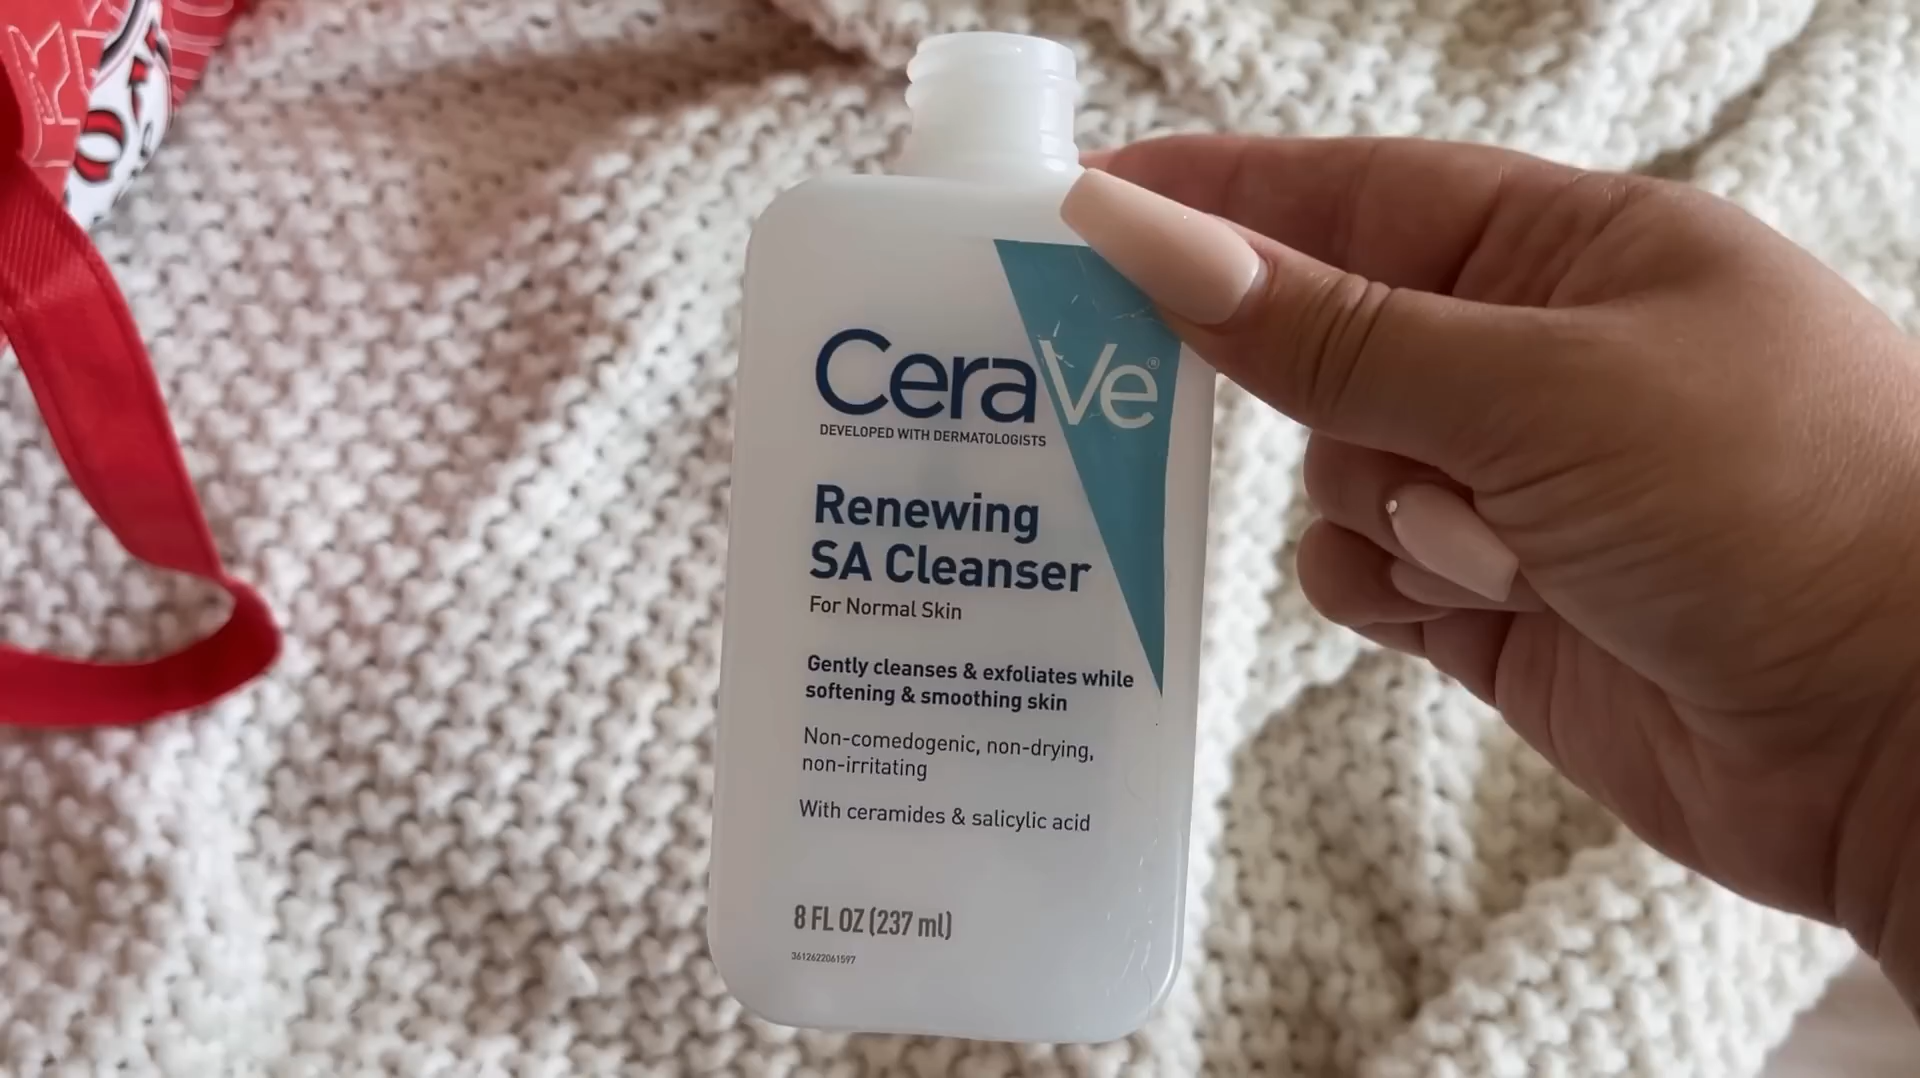 CeraVe®
DEVELOPED WITH DERMATOLOGISTS
Renewing
SA Cleanser
For Normal Skin
Gently cleanses & exfoliates while
softening & smoothing skin
Non-comedogenic, non-drying,
non-irritating
With ceramides & salicylic acid
8 FL OZ (237 ml)
3612622061597